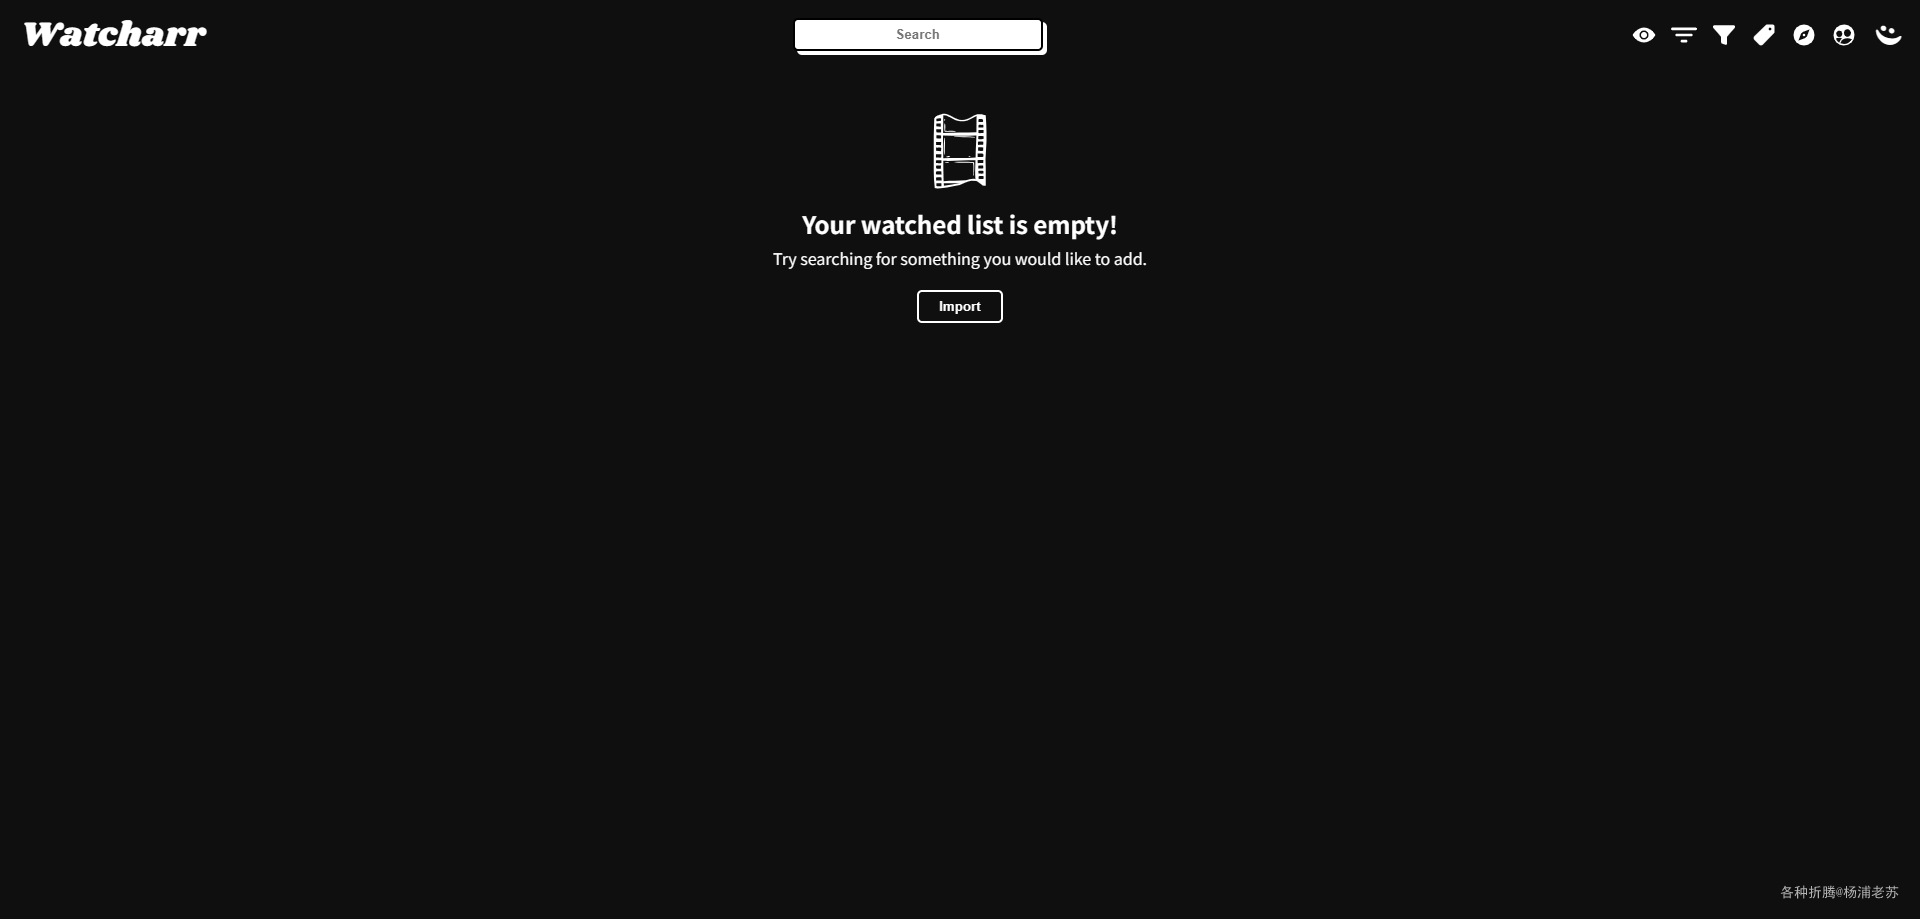 Watcharr
Search
Your watched list is empty!
Try searching for something you would like to add.
Import
各种折腾@杨浦老苏